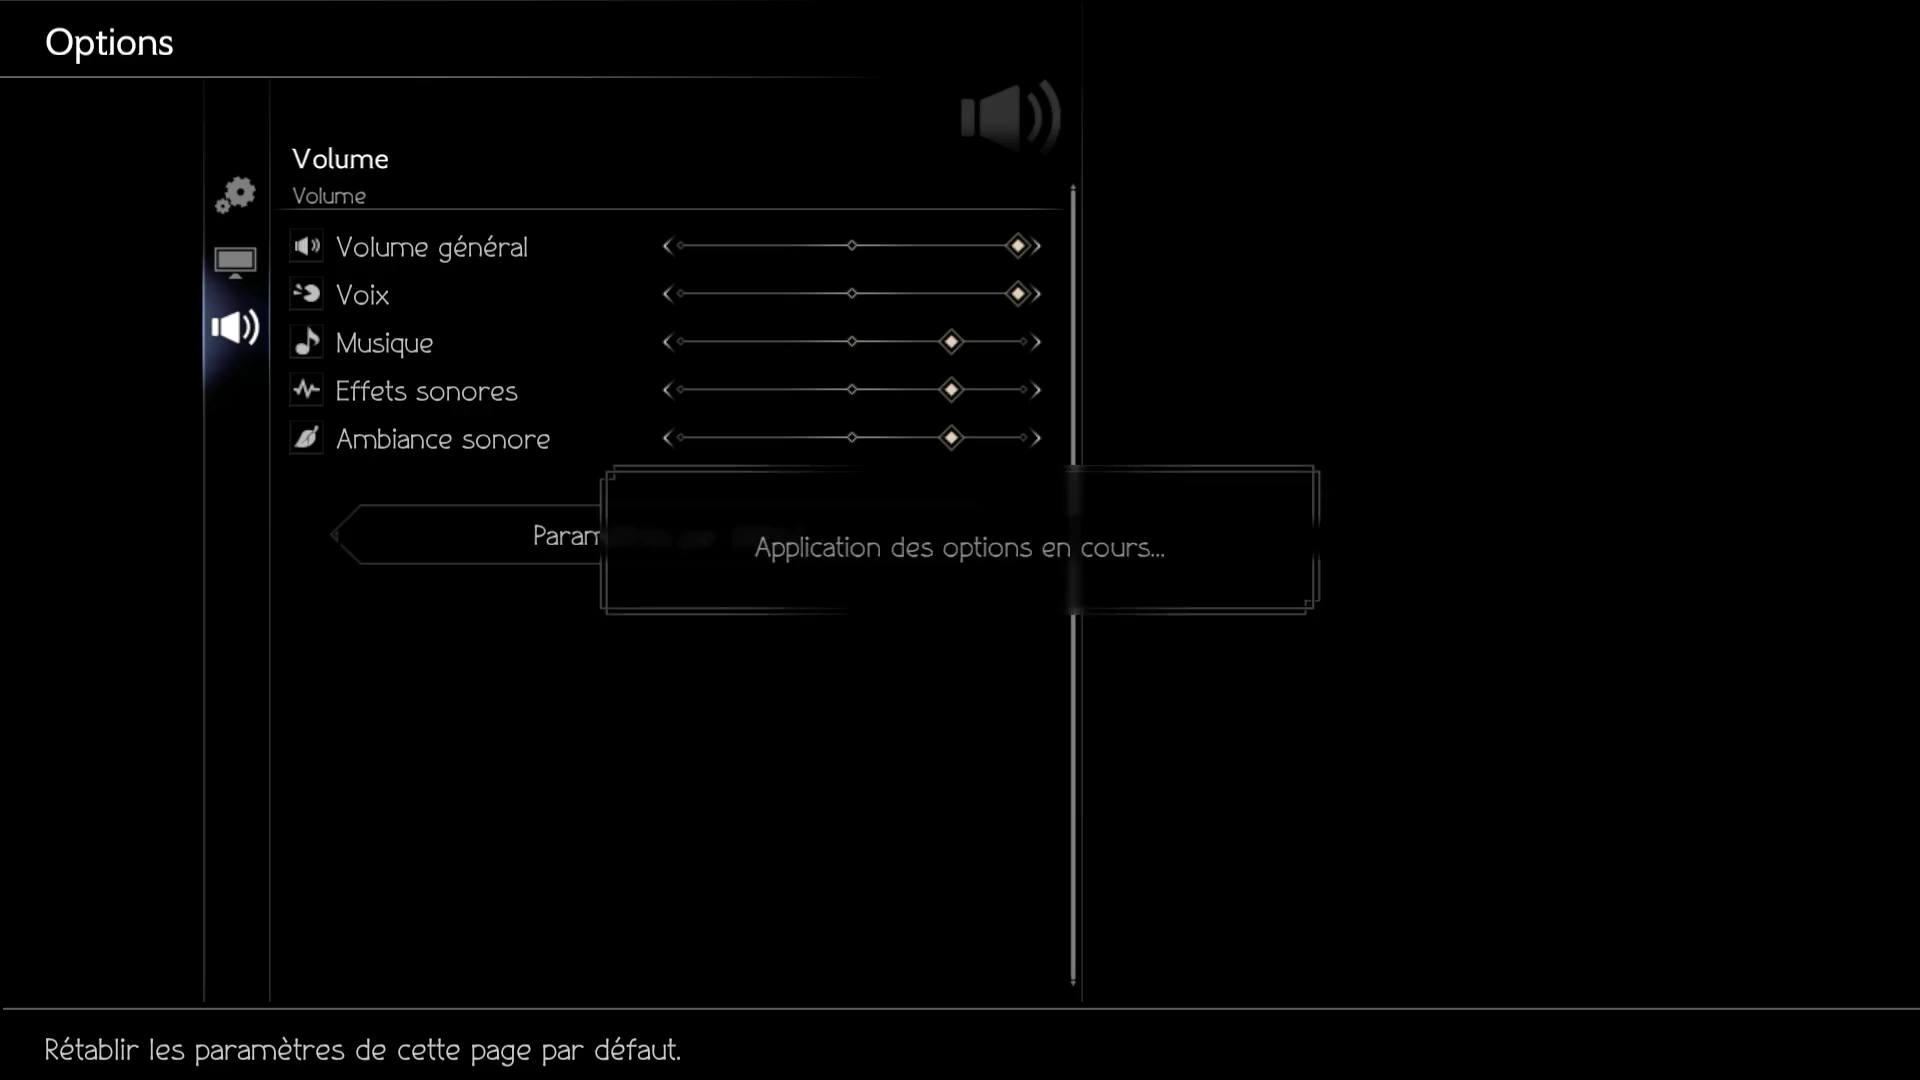 Options
Volume
Volume
Volume général
Voix
Musique
Effets sonores
Ambiance sonore
Application des options en cours...
Rétablir les paramètres de cette page par défaut.